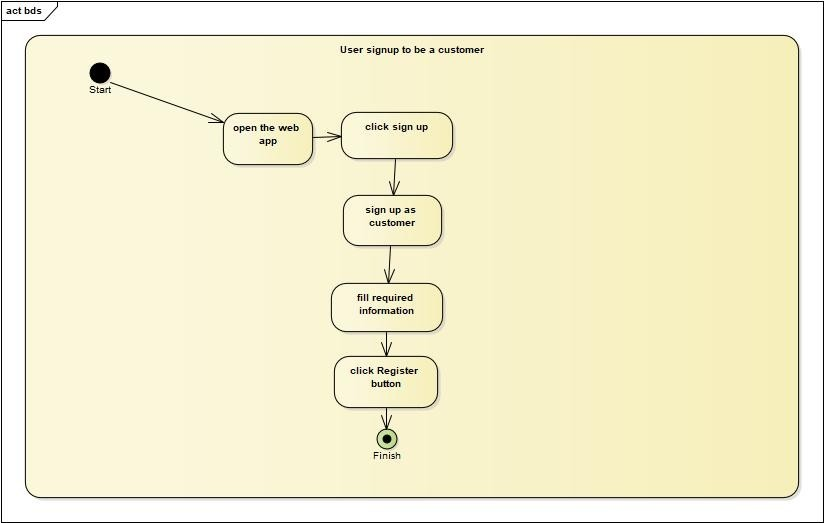 act bds
User signup to be a customer
Start
open the web
app
click sign up
sign up as
customer
fill required
information
click Register
button
Finish